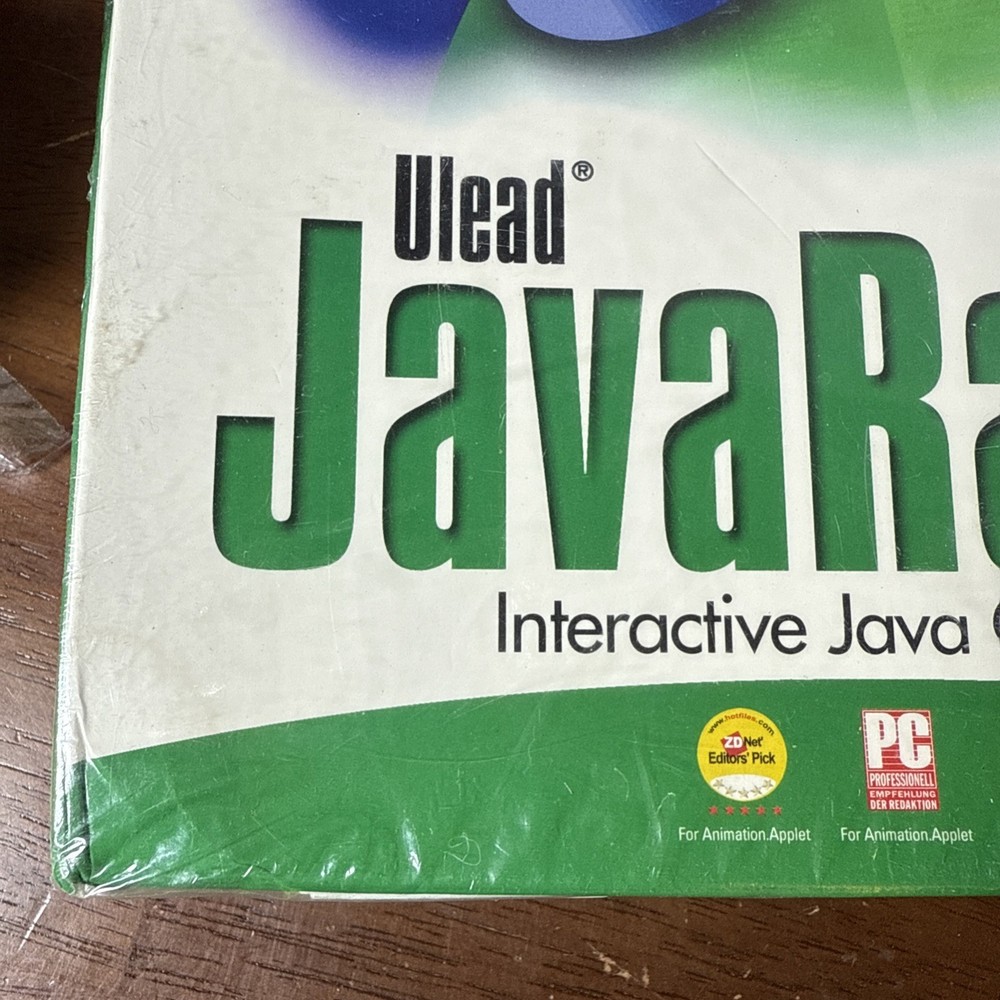 Ulead®
JavaRa
Interactive Java
www.hotfiles.com
ZDNet'
Editors' Pick
For Animation.Applet
PC
PROFESSIONELL
EMPFEHLUNG
DER REDAKTION
For Animation.Applet